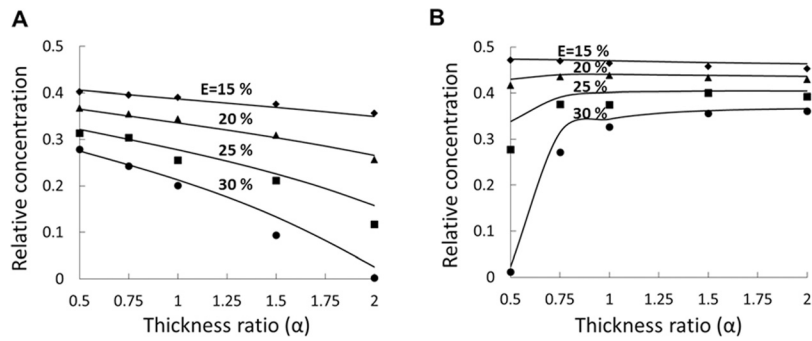 A
Relative concentration
0.5
0.4
0.3
0.2
0.1
0
E=15 %
20 %
25 %
30 %
0.5 0.75 1 1.25 1.5 1.75 2
Thickness ratio (α)
B
Relative concentration
0.5
0.4
0.3
0.2
0.1
0
E=15 %
20 %
25 %
30 %
0.5 0.75 1 1.25 1.5 1.75 2
Thickness ratio (α)